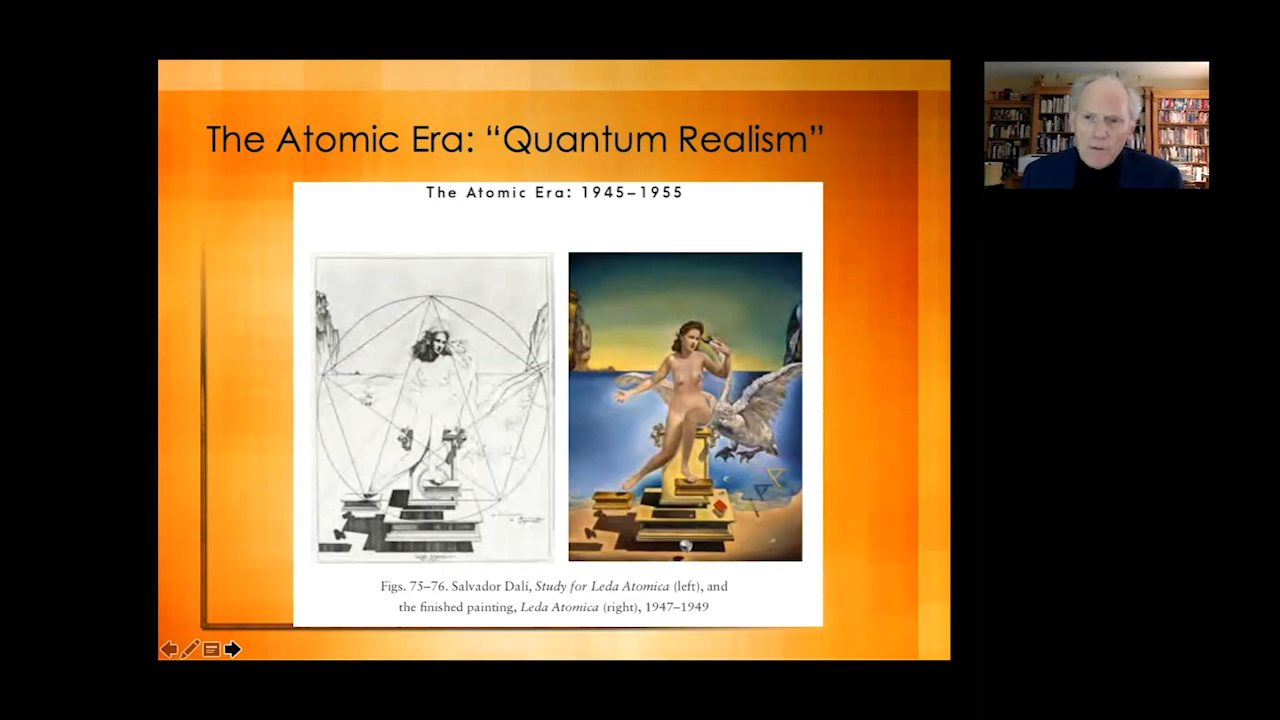 The Atomic Era: “Quantum Realism”
The Atomic Era: 1945–1955
Figs. 75–76. Salvador Dalí, Study for Leda Atomica (left), and
the finished painting, Leda Atomica (right), 1947–1949